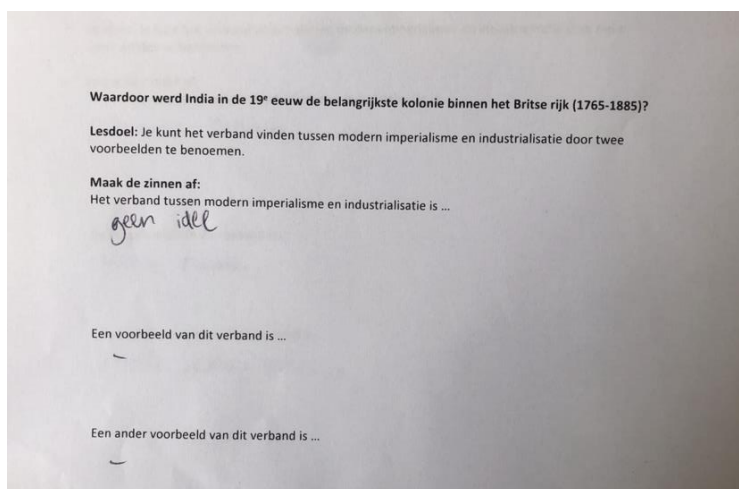 Waardoor werd India in de 19e eeuw de belangrijkste kolonie binnen het Britse rijk (1765-1885)?
Lesdoel: Je kunt het verband vinden tussen modern imperialisme en industrialisatie door twee
voorbeelden te benoemen.
Maak de zinnen af:
Het verband tussen modern imperialisme en industrialisatie is ...
geen idee
Een voorbeeld van dit verband is ...
–
Een ander voorbeeld van dit verband is ...
–